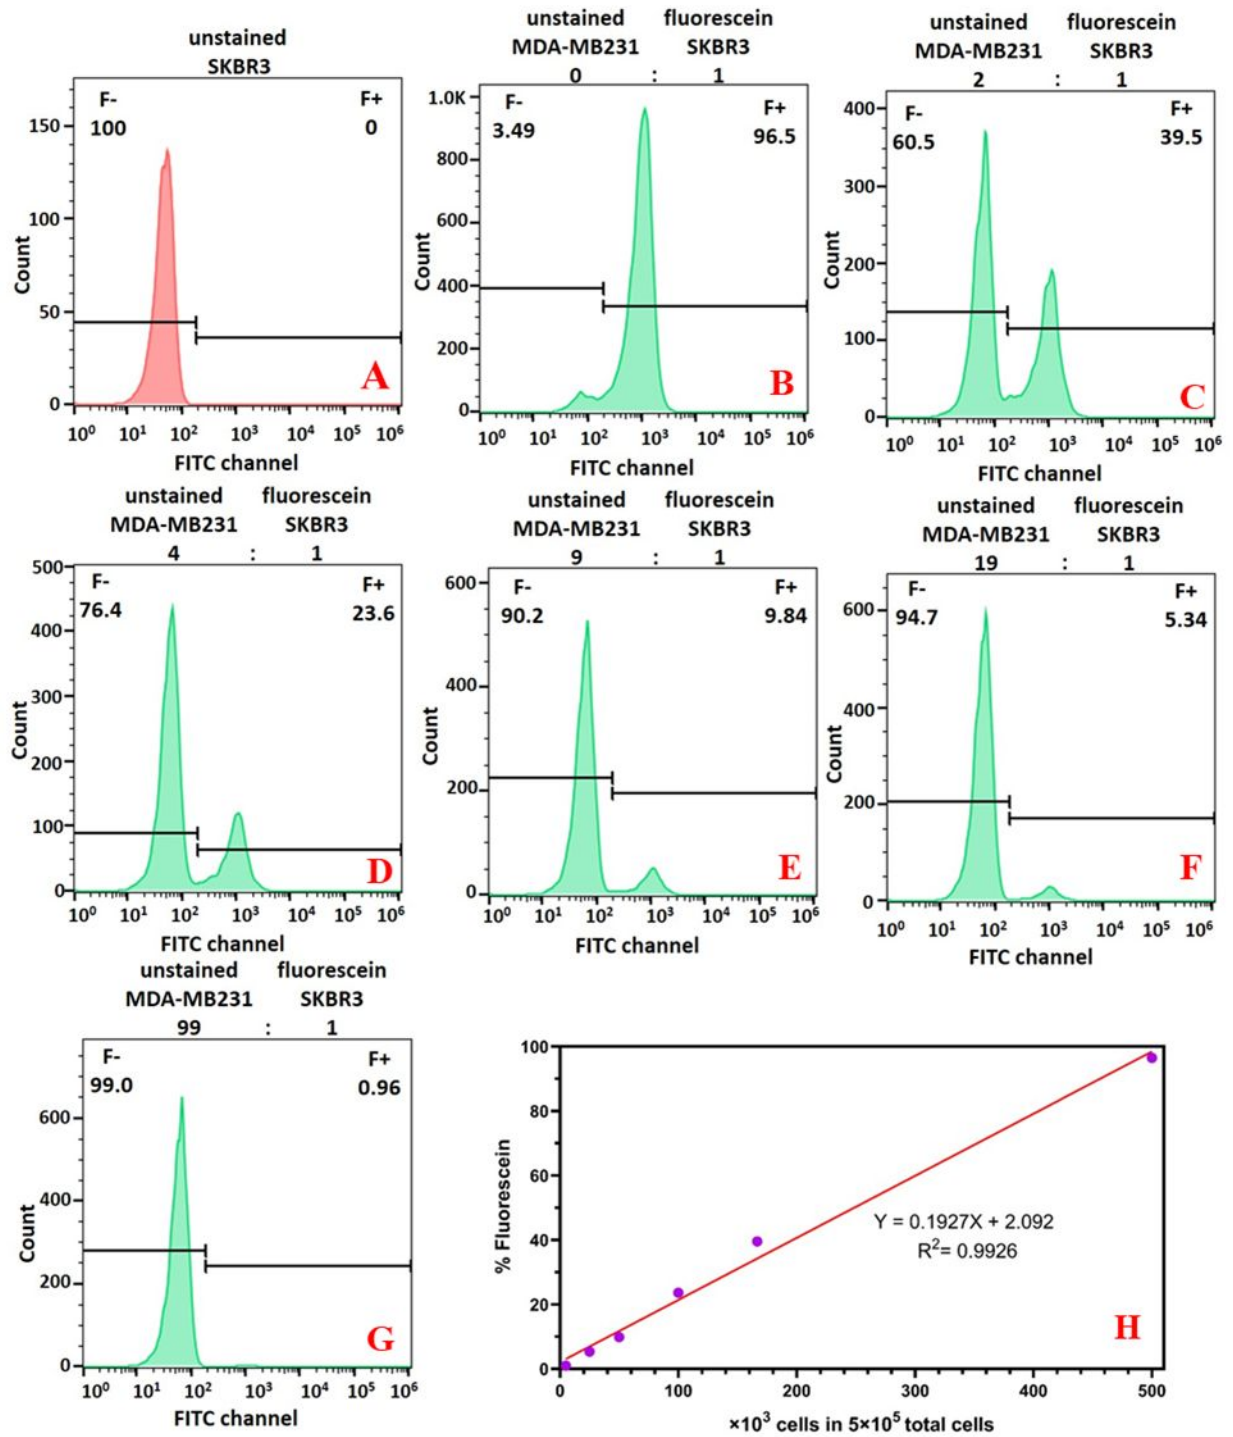 unstained
SKBR3
F-
100
F+
0
150
100
50
0
Count
10⁰ 10¹ 10² 10³ 10⁴ 10⁵ 10⁶
FITC channel
A
unstained fluorescein
MDA-MB231 SKBR3
0 : 1
F-
3.49
F+
96.5
1.0K
800
600
400
200
0
Count
10⁰ 10¹ 10² 10³ 10⁴ 10⁵ 10⁶
FITC channel
B
unstained fluorescein
MDA-MB231 SKBR3
2 : 1
F-
60.5
F+
39.5
400
300
200
100
0
Count
10⁰ 10¹ 10² 10³ 10⁴ 10⁵ 10⁶
FITC channel
C
unstained fluorescein
MDA-MB231 SKBR3
4 : 1
F-
76.4
F+
23.6
500
400
300
200
100
0
Count
10⁰ 10¹ 10² 10³ 10⁴ 10⁵ 10⁶
FITC channel
D
unstained fluorescein
MDA-MB231 SKBR3
9 : 1
F-
90.2
F+
9.84
600
400
200
0
Count
10⁰ 10¹ 10² 10³ 10⁴ 10⁵ 10⁶
FITC channel
E
unstained fluorescein
MDA-MB231 SKBR3
19 : 1
F-
94.7
F+
5.34
600
400
200
0
Count
10⁰ 10¹ 10² 10³ 10⁴ 10⁵ 10⁶
FITC channel
F
unstained fluorescein
MDA-MB231 SKBR3
99 : 1
F-
99.0
F+
0.96
600
400
200
0
Count
10⁰ 10¹ 10² 10³ 10⁴ 10⁵ 10⁶
FITC channel
G
100
80
60
40
20
0
% Fluorescein
Y = 0.1927X + 2.092
R²= 0.9926
H
0 100 200 300 400 500
×10³ cells in 5×10⁵ total cells